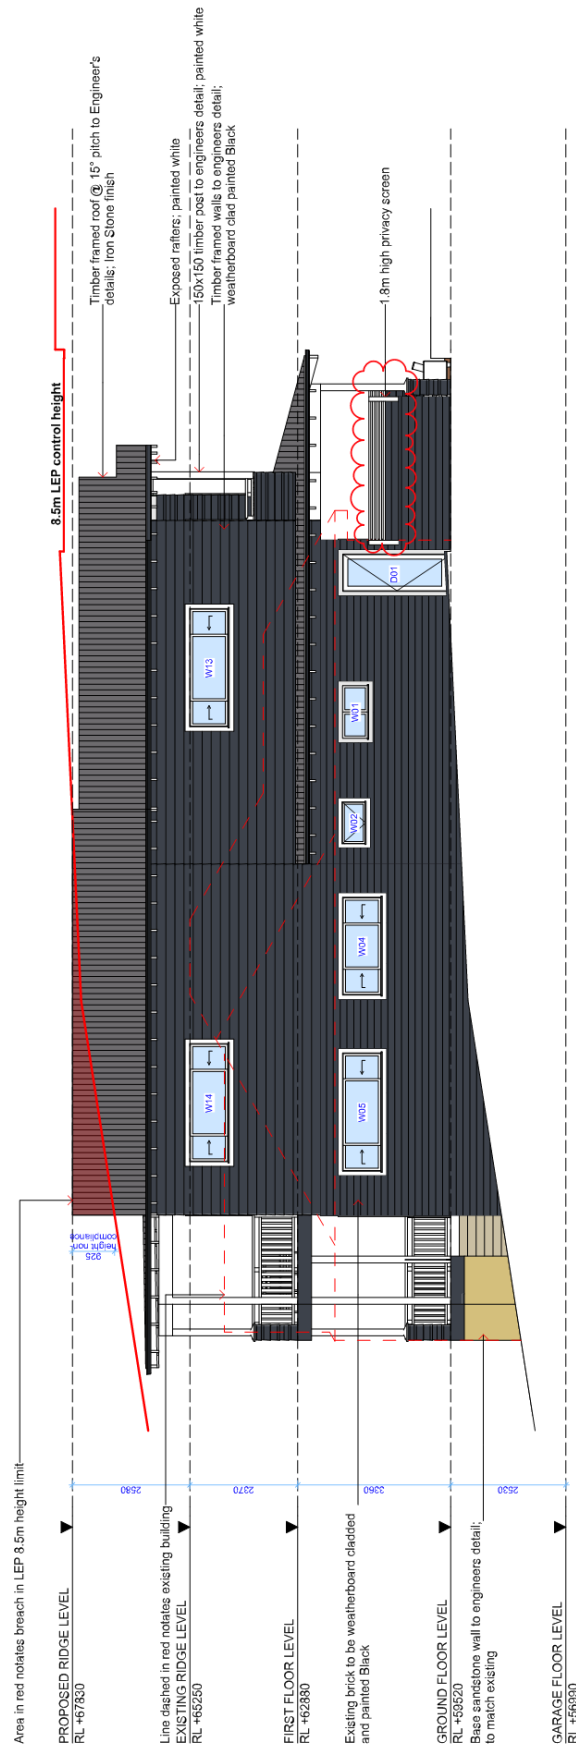 Area in red notates breach in LEP 8.5m height limit
PROPOSED RIDGE LEVEL
RL +67830
Line dashed in red notates existing building
EXISTING RIDGE LEVEL
RL +65250
FIRST FLOOR LEVEL
RL +62880
Existing brick to be weatherboard cladded
and painted Black
GROUND FLOOR LEVEL
RL +59520
Base sandstone wall to engineers detail;
to match existing
GARAGE FLOOR LEVEL
RL +56990
2580
2370
3360
2530
925
height non-
compliance
W14
W13
W05
W04
W02
W01
D01
8.5m LEP control height
Timber framed roof @ 15° pitch to Engineer's
details; Iron Stone finish
Exposed rafters; painted white
150x150 timber post to engineers detail; painted white
Timber framed walls to engineers detail;
weatherboard clad painted Black
1.8m high privacy screen